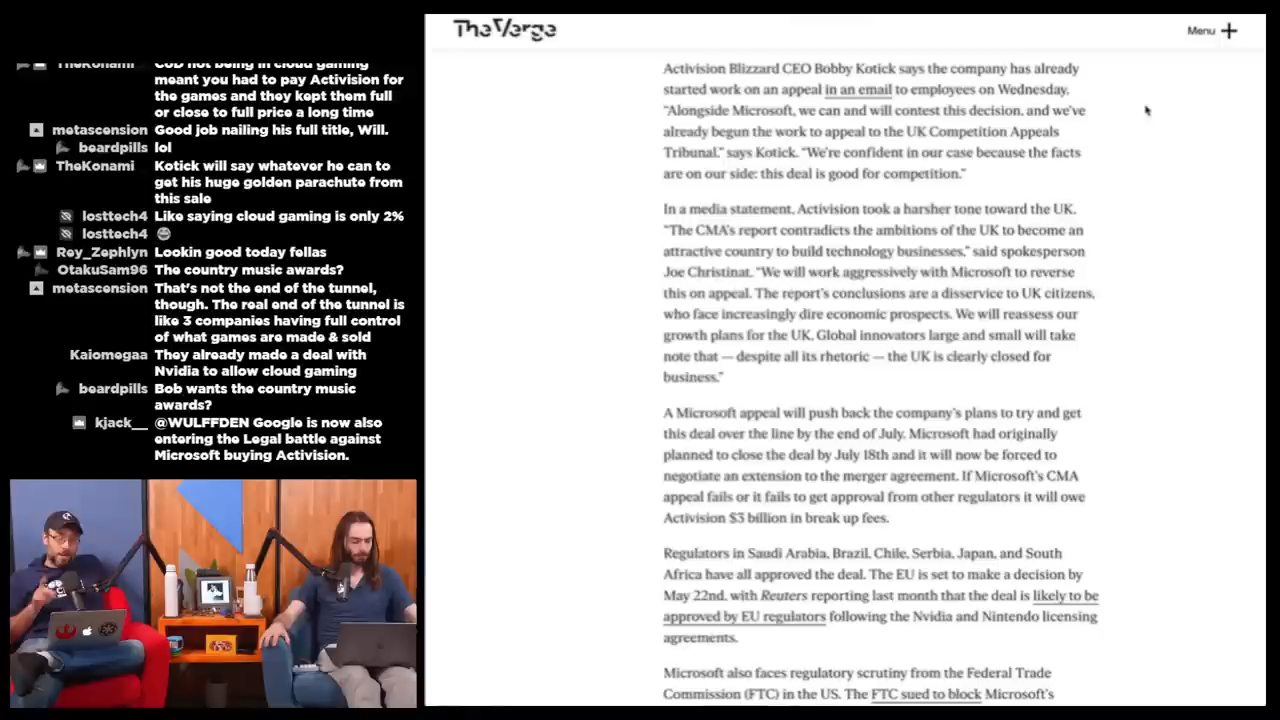 TheKonami COD not being in cloud gaming
meant you had to pay Activision for
the games and they kept them full
or close to full pricr a long time
metascension Good job nailing his full title, Will.
beardpills lol
TheKonami Kotick will say whatever he can to
get his huge golden parachute from
this sale
losttech4 Like saying cloud gaming is only 2%
losttech4
Rey_Zephlyn Lookin good today fellas
OtakuSam96 The country music awards?
metascension That's not the end of the tunnel,
though. The real end of the tunnel is
like 3 companies having full control
of what games are made & sold
Kaiomegaa They already made a deal with
Nvidia to allow cloud gaming
beardpills Bob wants the country music
awards?
kjack__ @WULFFDEN Google is now also
entering the Legal battle against
Microsoft buying Activision.
TheVerge
Menu
Activision Blizzard CEO Bobby Kotick says the company has already
started work on an appeal in an email to employees on Wednesday.
“Alongside Microsoft, we can and will contest this decision, and we’ve
already begun the work to appeal to the UK Competition Appeals
Tribunal,” says Kotick. “We’re confident in our case because the facts
are on our side: this deal is good for competition.”
In a media statement, Activision took a harsher tone toward the UK.
“The CMA’s report contradicts the ambitions of the UK to become an
attractive country to build technology businesses,” said spokesperson
Joe Christinat. “We will work aggressively with Microsoft to reverse
this on appeal. The report’s conclusions are a disservice to UK citizens,
who face increasingly dire economic prospects. We will reassess our
growth plans for the UK. Global innovators large and small will take
note that — despite all its rhetoric — the UK is clearly closed for
business.”
A Microsoft appeal will push back the company’s plans to try and get
this deal over the line by the end of July. Microsoft had originally
planned to close the deal by July 18th and it will now be forced to
negotiate an extension to the merger agreement. If Microsoft’s CMA
appeal fails or it fails to get approval from other regulators it will owe
Activision $3 billion in break up fees.
Regulators in Saudi Arabia, Brazil, Chile, Serbia, Japan, and South
Africa have all approved the deal. The EU is set to make a decision by
May 22nd, with Reuters reporting last month that the deal is likely to be
approved by EU regulators following the Nvidia and Nintendo licensing
agreements.
Microsoft also faces regulatory scrutiny from the Federal Trade
Commission (FTC) in the US. The FTC sued to block Microsoft’s